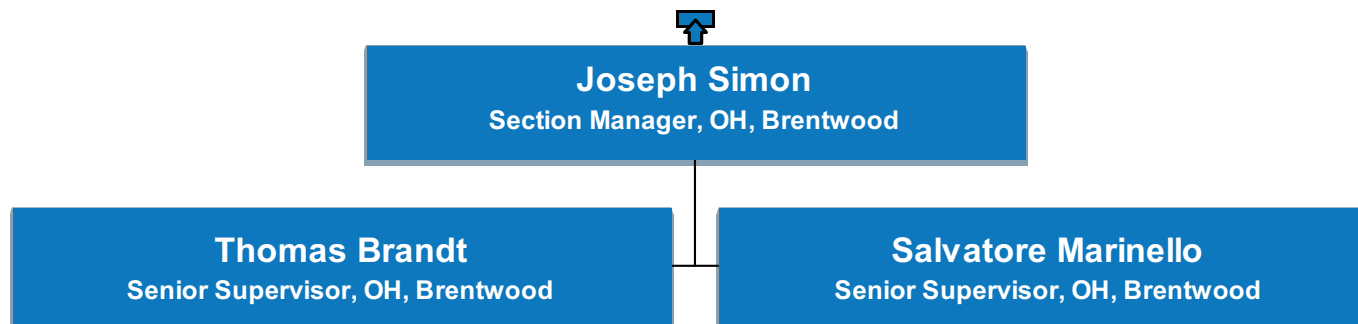 Joseph Simon
Section Manager, OH, Brentwood
Thomas Brandt
Senior Supervisor, OH, Brentwood
Salvatore Marinello
Senior Supervisor, OH, Brentwood